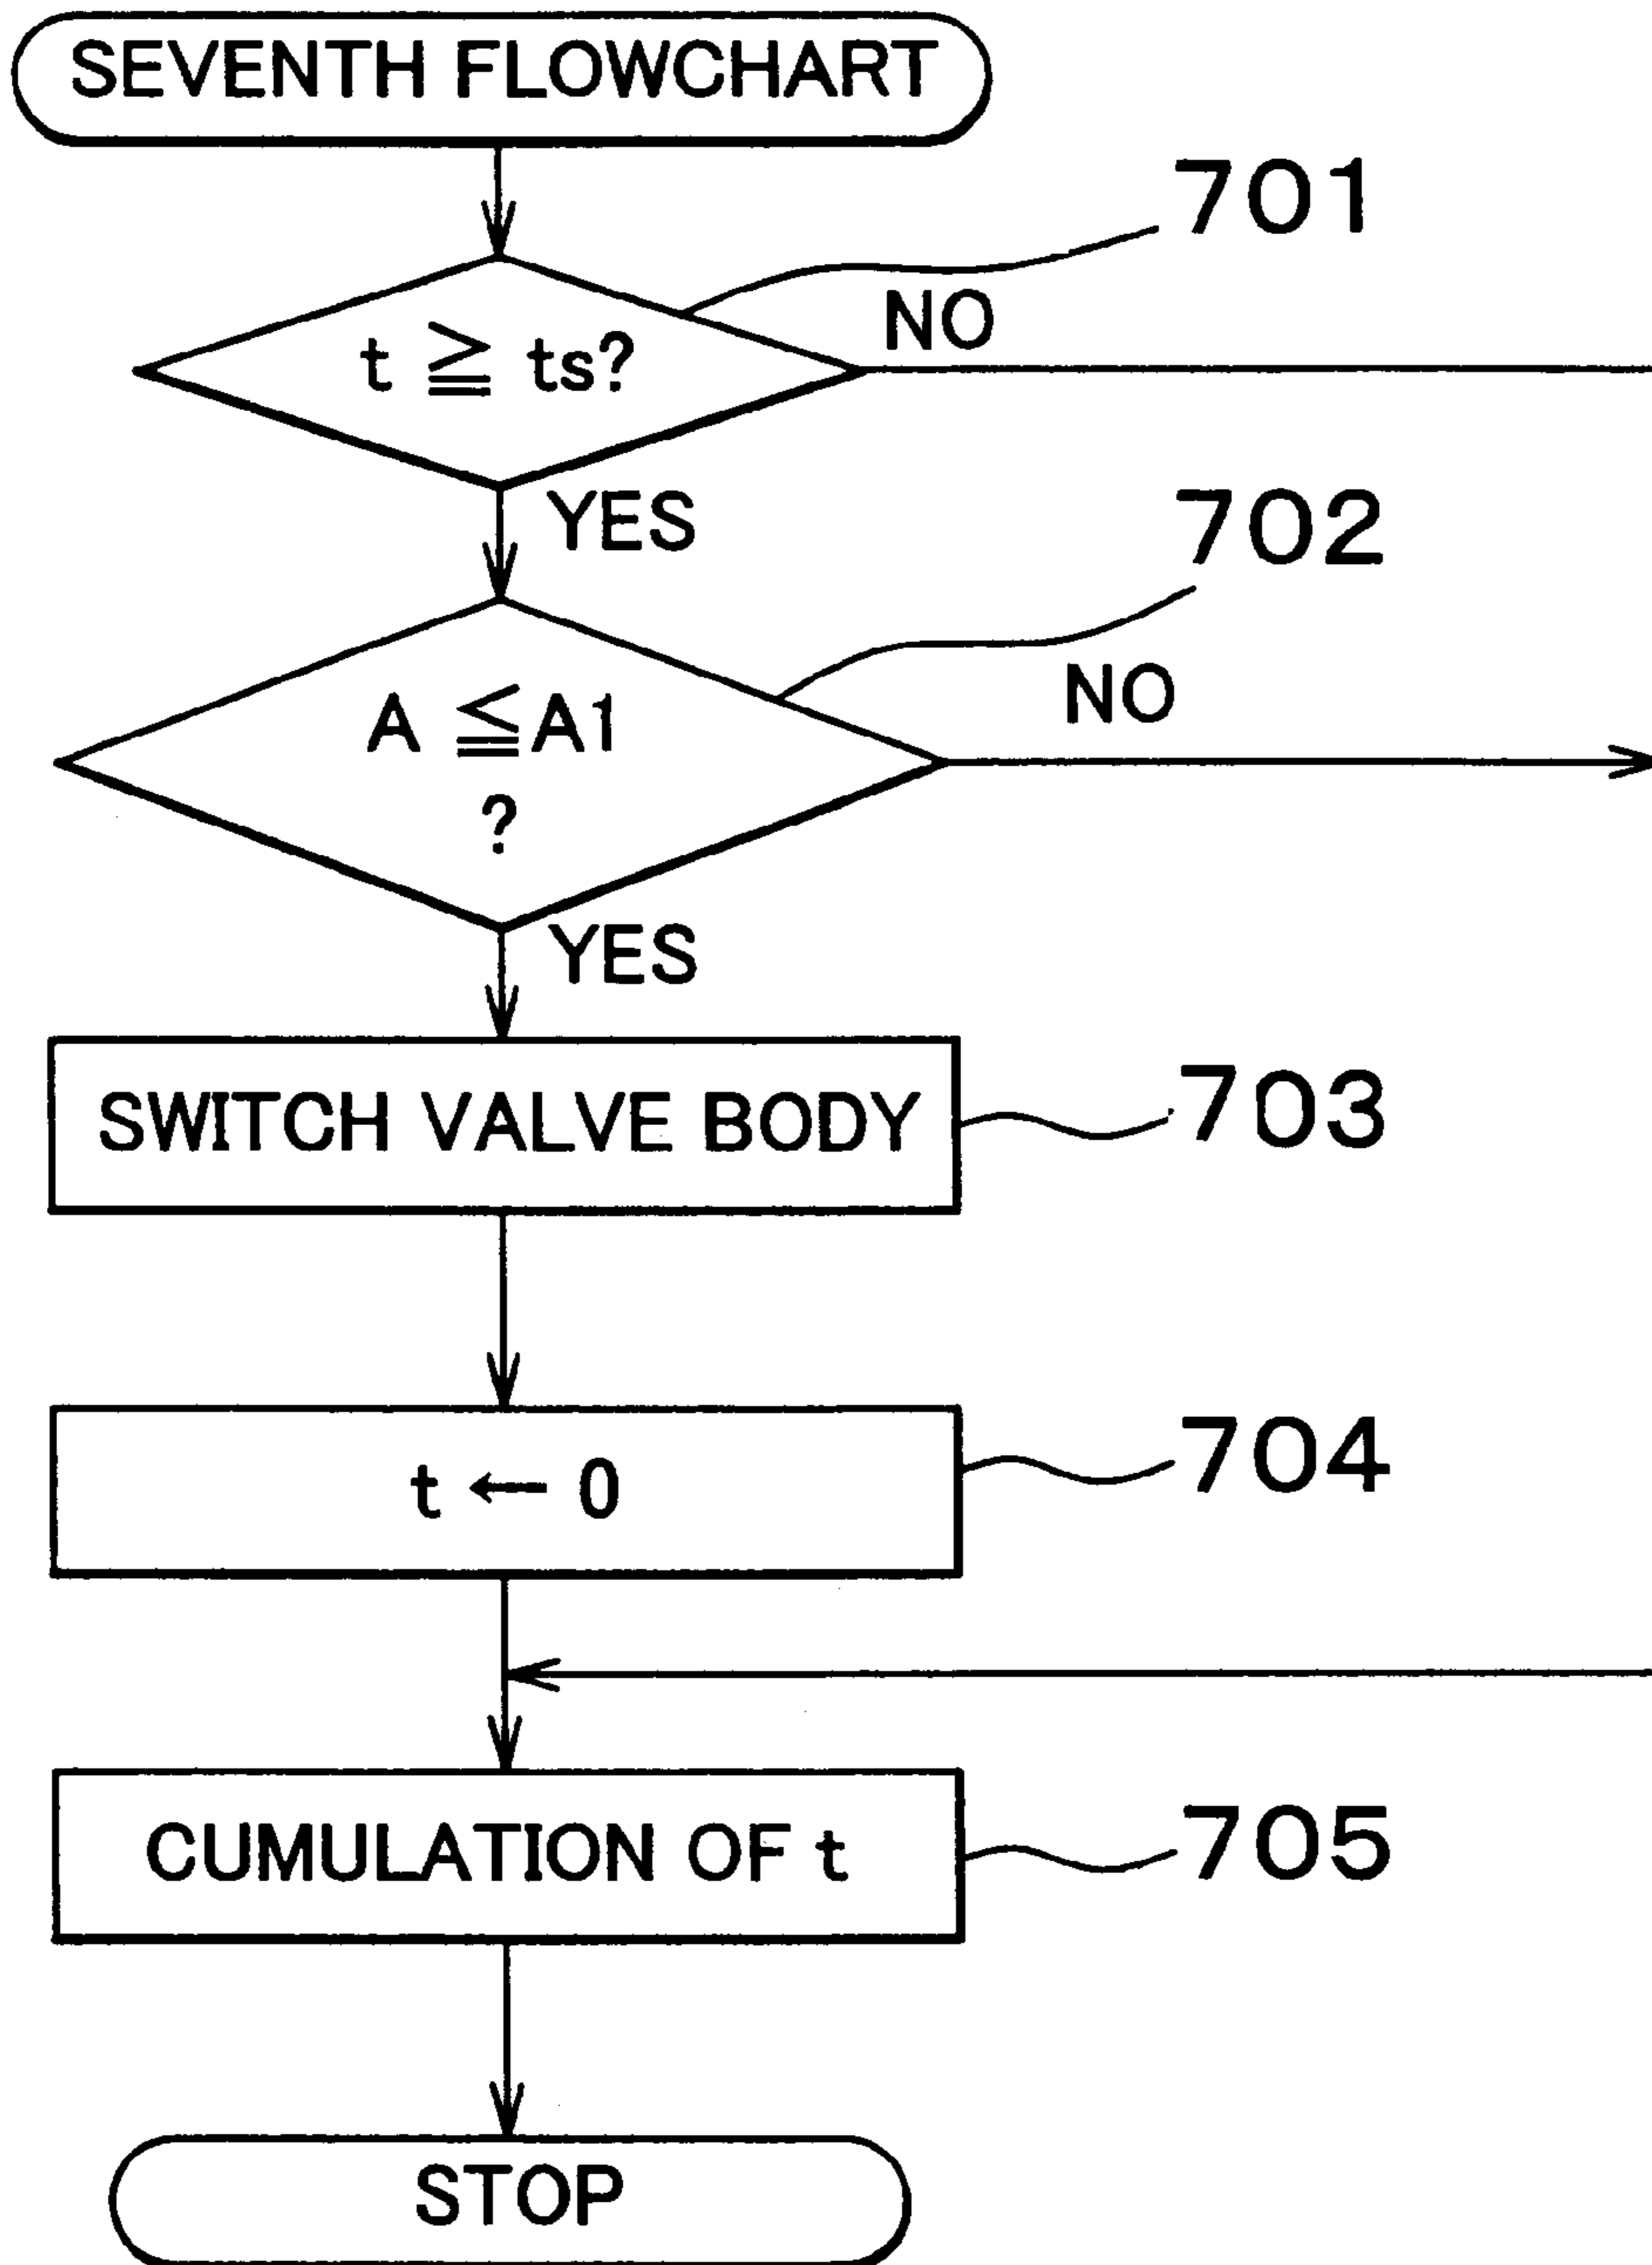 SEVENTH FLOWCHART
701
NO
t ≧ ts?
YES
702
NO
A ≦ A1
?
YES
SWITCH VALVE BODY
703
t ← 0
704
CUMULATION OF t
705
STOP